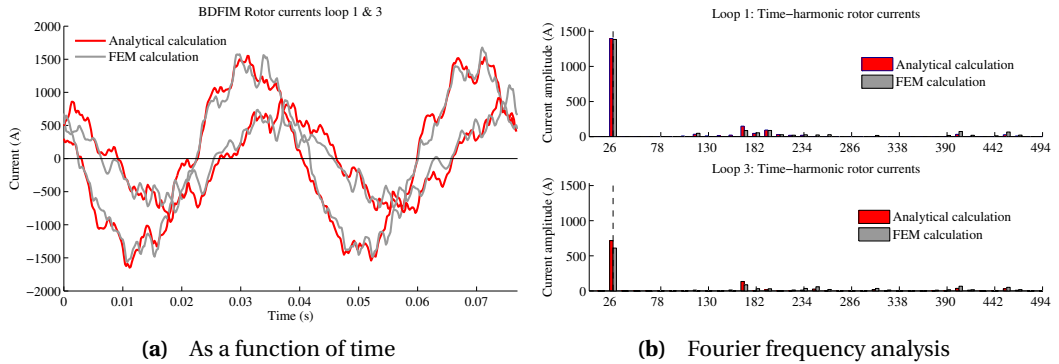 BDFIM Rotor currents loop 1 & 3
2000
1500
1000
500
0
−500
−1000
−1500
−2000
Current (A)
Analytical calculation
FEM calculation
0 0.01 0.02 0.03 0.04 0.05 0.06 0.07
Time (s)
(a) As a function of time
Loop 1: Time−harmonic rotor currents
Current amplitude (A)
1500
1000
500
0
Analytical calculation
FEM calculation
26 78 130 182 234 286 338 390 442 494
Loop 3: Time−harmonic rotor currents
Current amplitude (A)
1500
1000
500
0
Analytical calculation
FEM calculation
26 78 130 182 234 286 338 390 442 494
(b) Fourier frequency analysis